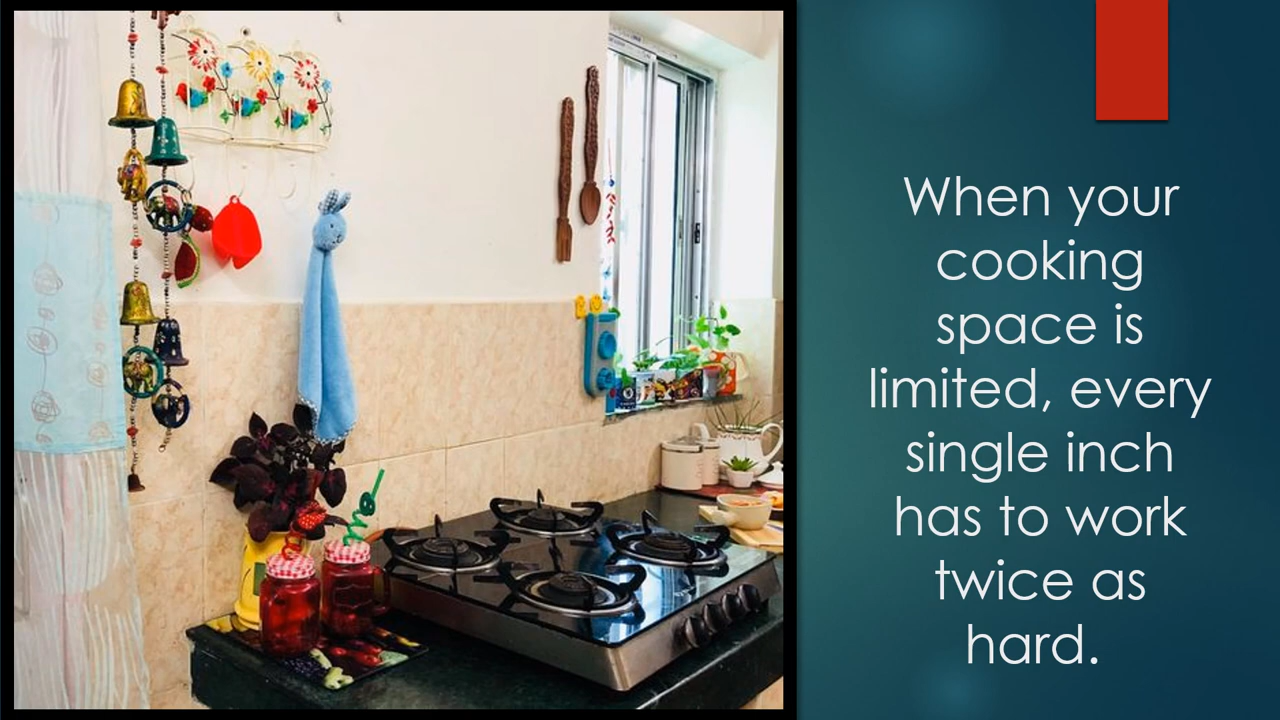 When your
cooking
space is
limited, every
single inch
has to work
twice as
hard.